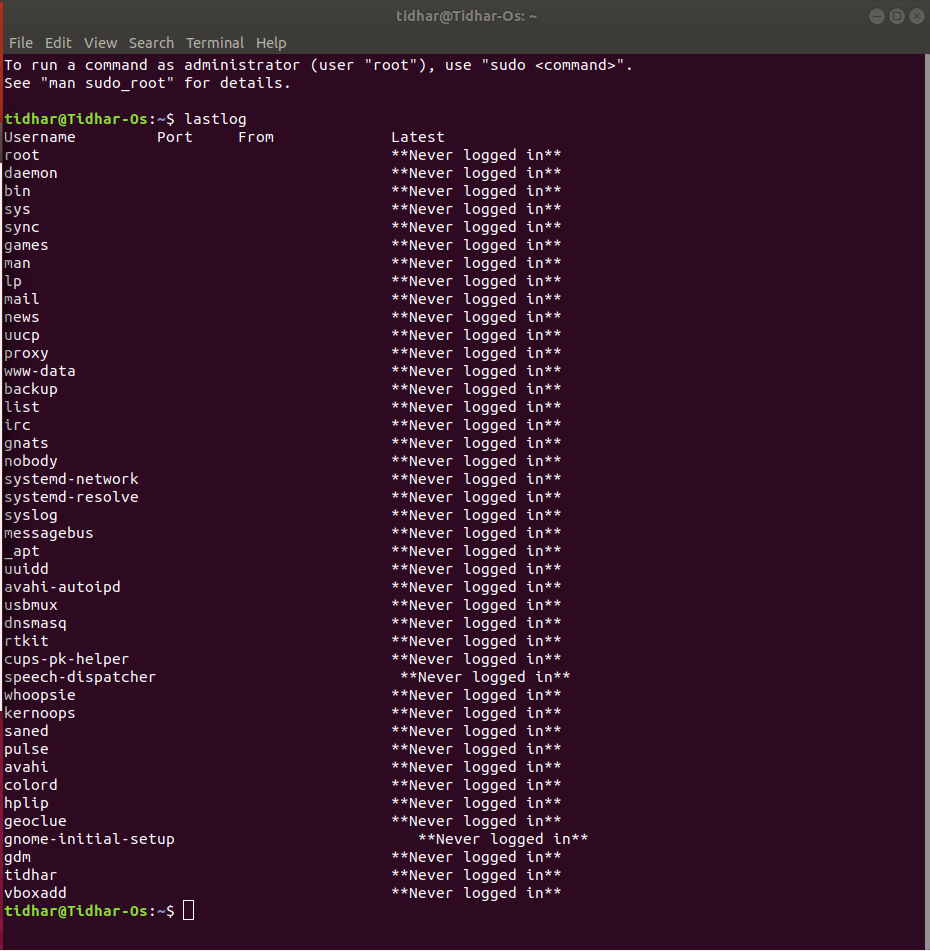 tidhar@Tidhar-Os: ~
File Edit View Search Terminal Help
To run a command as administrator (user "root"), use "sudo <command>".
See "man sudo_root" for details.
tidhar@Tidhar-Os:~$ lastlog
Username         Port     From             Latest
root                                       **Never logged in**
daemon                                     **Never logged in**
bin                                        **Never logged in**
sys                                        **Never logged in**
sync                                       **Never logged in**
games                                      **Never logged in**
man                                        **Never logged in**
lp                                         **Never logged in**
mail                                       **Never logged in**
news                                       **Never logged in**
uucp                                       **Never logged in**
proxy                                      **Never logged in**
www-data                                   **Never logged in**
backup                                     **Never logged in**
list                                       **Never logged in**
irc                                        **Never logged in**
gnats                                      **Never logged in**
nobody                                     **Never logged in**
systemd-network                            **Never logged in**
systemd-resolve                            **Never logged in**
syslog                                     **Never logged in**
messagebus                                 **Never logged in**
_apt                                       **Never logged in**
uuidd                                      **Never logged in**
avahi-autoipd                              **Never logged in**
usbmux                                     **Never logged in**
dnsmasq                                    **Never logged in**
rtkit                                      **Never logged in**
cups-pk-helper                             **Never logged in**
speech-dispatcher                           **Never logged in**
whoopsie                                   **Never logged in**
kernoops                                   **Never logged in**
saned                                      **Never logged in**
pulse                                      **Never logged in**
avahi                                      **Never logged in**
colord                                     **Never logged in**
hplip                                      **Never logged in**
geoclue                                    **Never logged in**
gnome-initial-setup                           **Never logged in**
gdm                                        **Never logged in**
tidhar                                     **Never logged in**
vboxadd                                    **Never logged in**
tidhar@Tidhar-Os:~$